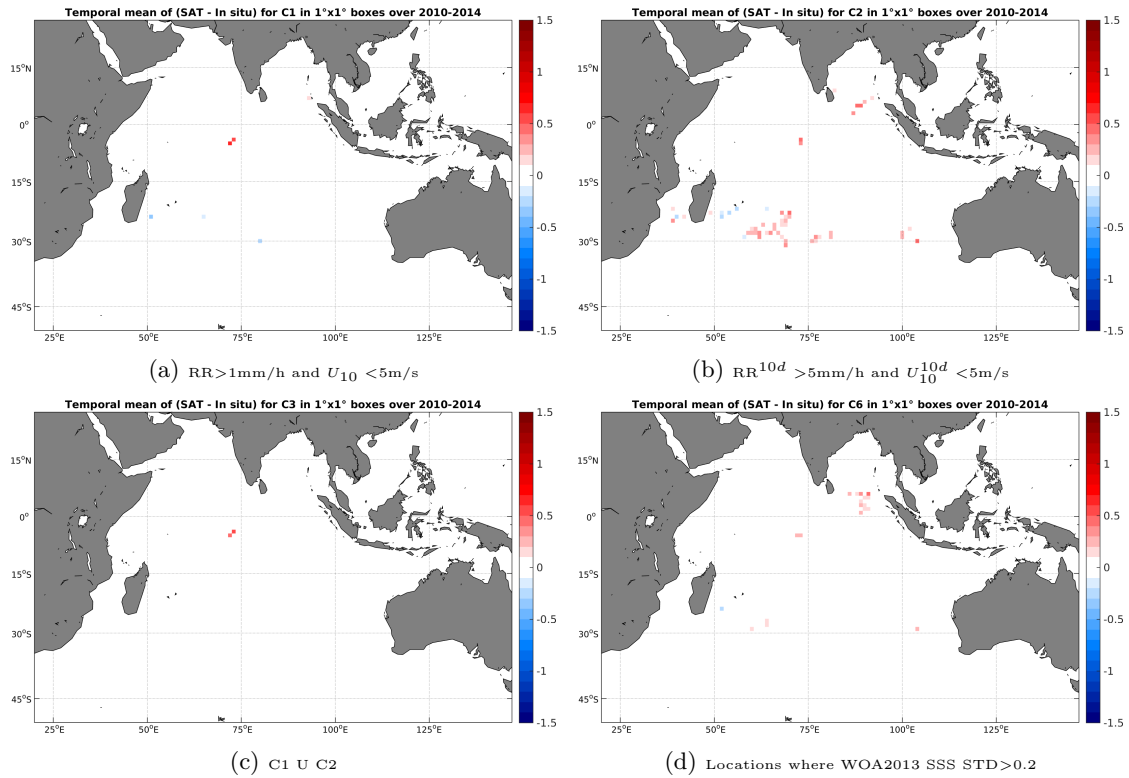 Temporal mean of (SAT - In situ) for C1 in 1°x1° boxes over 2010-2014
15°N
0°
15°S
30°S
45°S
25°E 50°E 75°E 100°E 125°E
1.5
1
0.5
0
-0.5
-1
-1.5
(a) RR>1mm/h and U10 <5m/s
Temporal mean of (SAT - In situ) for C2 in 1°x1° boxes over 2010-2014
15°N
0°
15°S
30°S
45°S
25°E 50°E 75°E 100°E 125°E
1.5
1
0.5
0
-0.5
-1
-1.5
(b) RR^10d >5mm/h and U10^10d <5m/s
Temporal mean of (SAT - In situ) for C3 in 1°x1° boxes over 2010-2014
15°N
0°
15°S
30°S
45°S
25°E 50°E 75°E 100°E 125°E
1.5
1
0.5
0
-0.5
-1
-1.5
(c) C1 U C2
Temporal mean of (SAT - In situ) for C6 in 1°x1° boxes over 2010-2014
15°N
0°
15°S
30°S
45°S
25°E 50°E 75°E 100°E 125°E
1.5
1
0.5
0
-0.5
-1
-1.5
(d) Locations where WOA2013 SSS STD>0.2